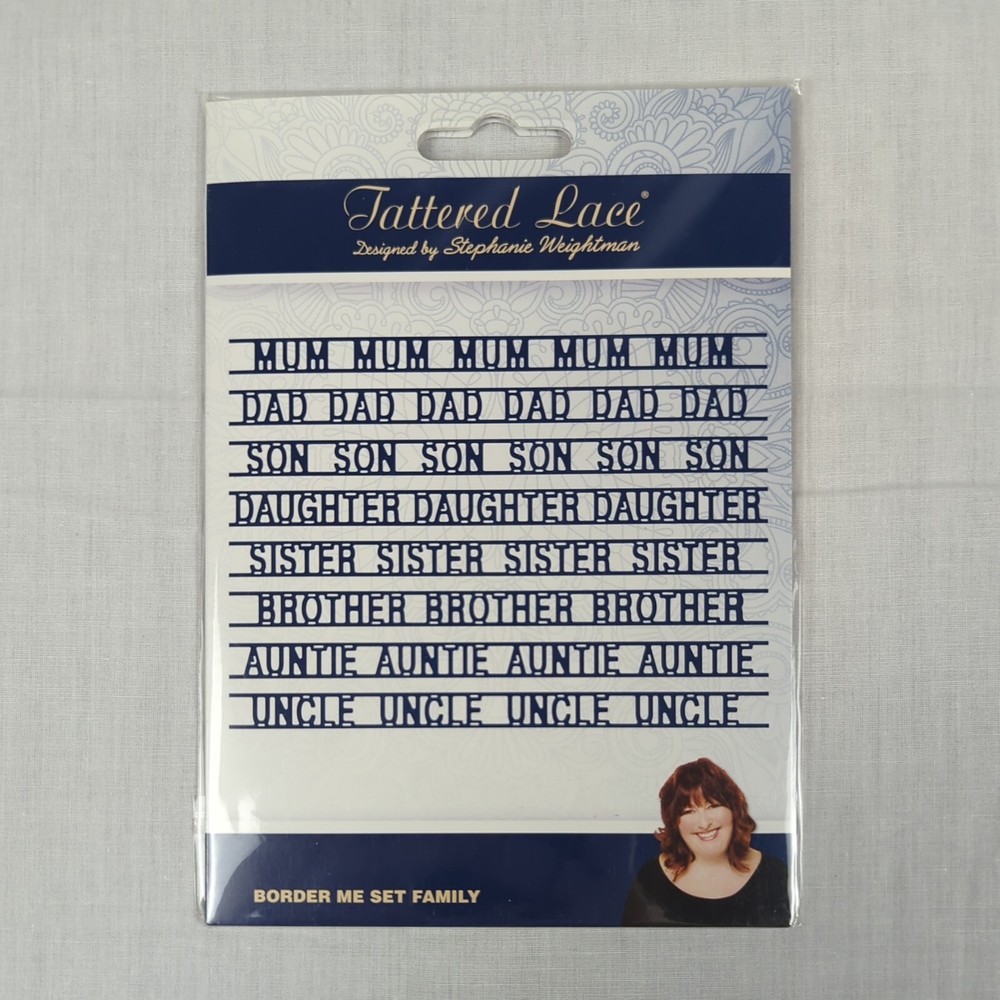 Tattered Lace®
Designed by Stephanie Weightman
MUM MUM MUM MUM MUM
DAD DAD DAD DAD DAD DAD
SON SON SON SON SON SON
DAUGHTER DAUGHTER DAUGHTER
SISTER SISTER SISTER SISTER
BROTHER BROTHER BROTHER
AUNTIE AUNTIE AUNTIE AUNTIE
UNCLE UNCLE UNCLE UNCLE
BORDER ME SET FAMILY